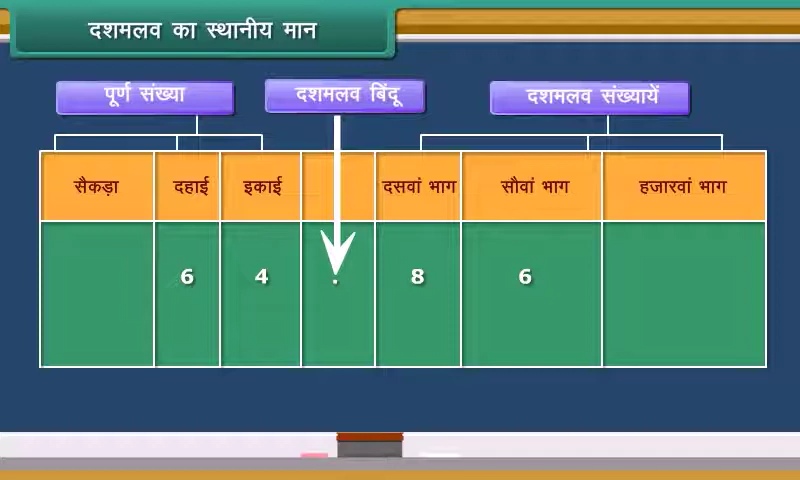 दशमलव का स्थानीय मान
पूर्ण संख्या दशमलव बिंदू दशमलव संख्यायें
सैकड़ा दहाई इकाई दसवां भाग सौवां भाग हजारवां भाग
6 4 . 8 6